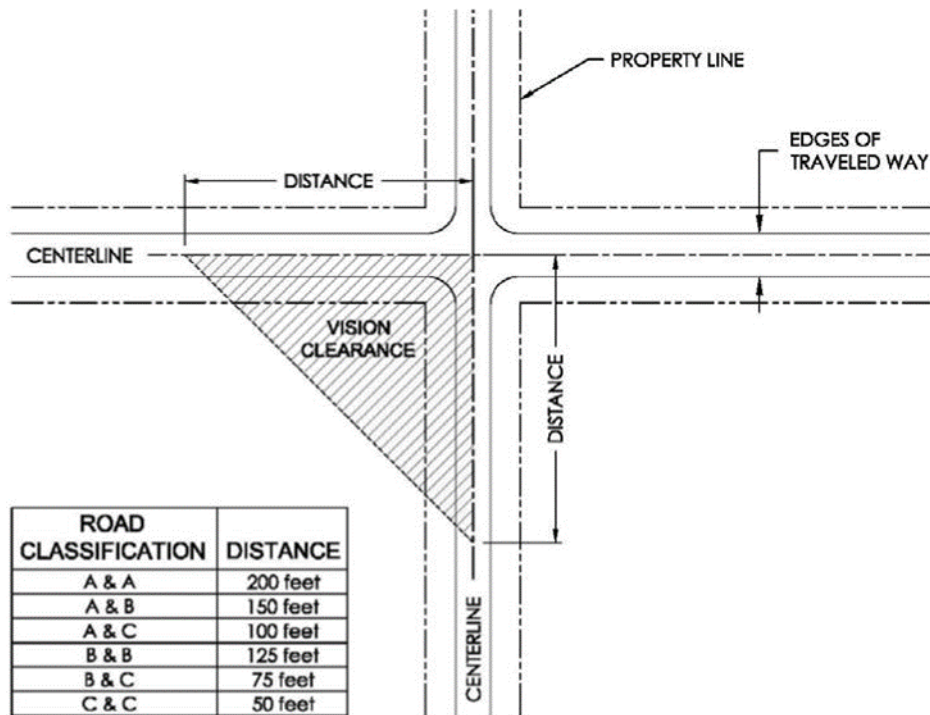 PROPERTY LINE
EDGES OF
TRAVELED WAY
DISTANCE
CENTERLINE
VISION
CLEARANCE
DISTANCE
CENTERLINE
ROAD
CLASSIFICATION DISTANCE
A & A 200 feet
A & B 150 feet
A & C 100 feet
B & B 125 feet
B & C 75 feet
C & C 50 feet